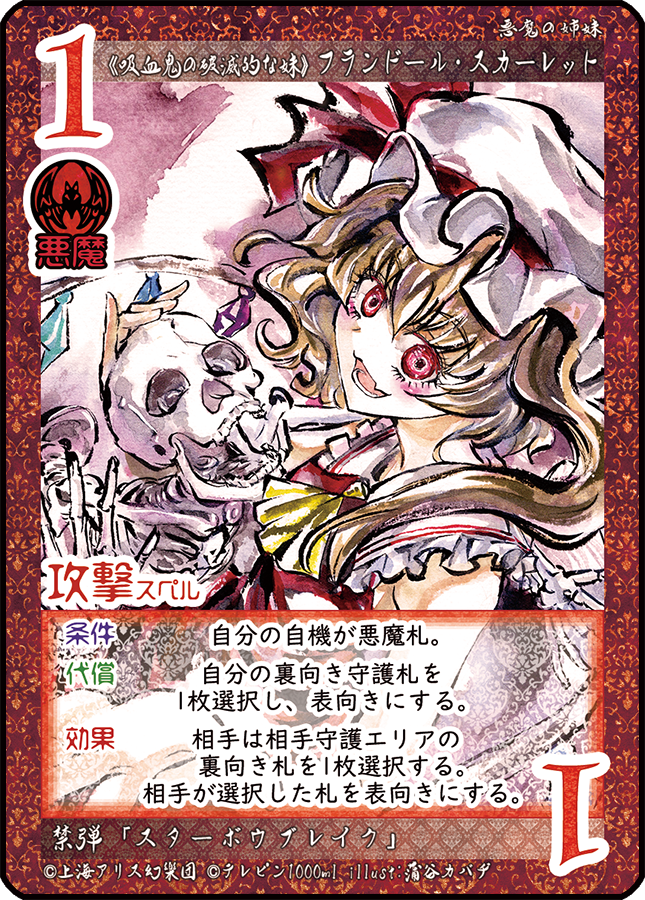 悪魔の姉妹
1
《吸血鬼の破滅的な妹》フランドール・スカーレット
悪魔
攻撃スペル
条件 自分の自機が悪魔札。
代償 自分の裏向き守護札を
1枚選択し、表向きにする。
効果 相手は相手守護エリアの
裏向き札を1枚選択する。
相手が選択した札を表向きにする。
1
禁弾「スターボウブレイク」
©上海アリス幻樂団 ©テレピン1000ml illust:蒲谷カバヂ